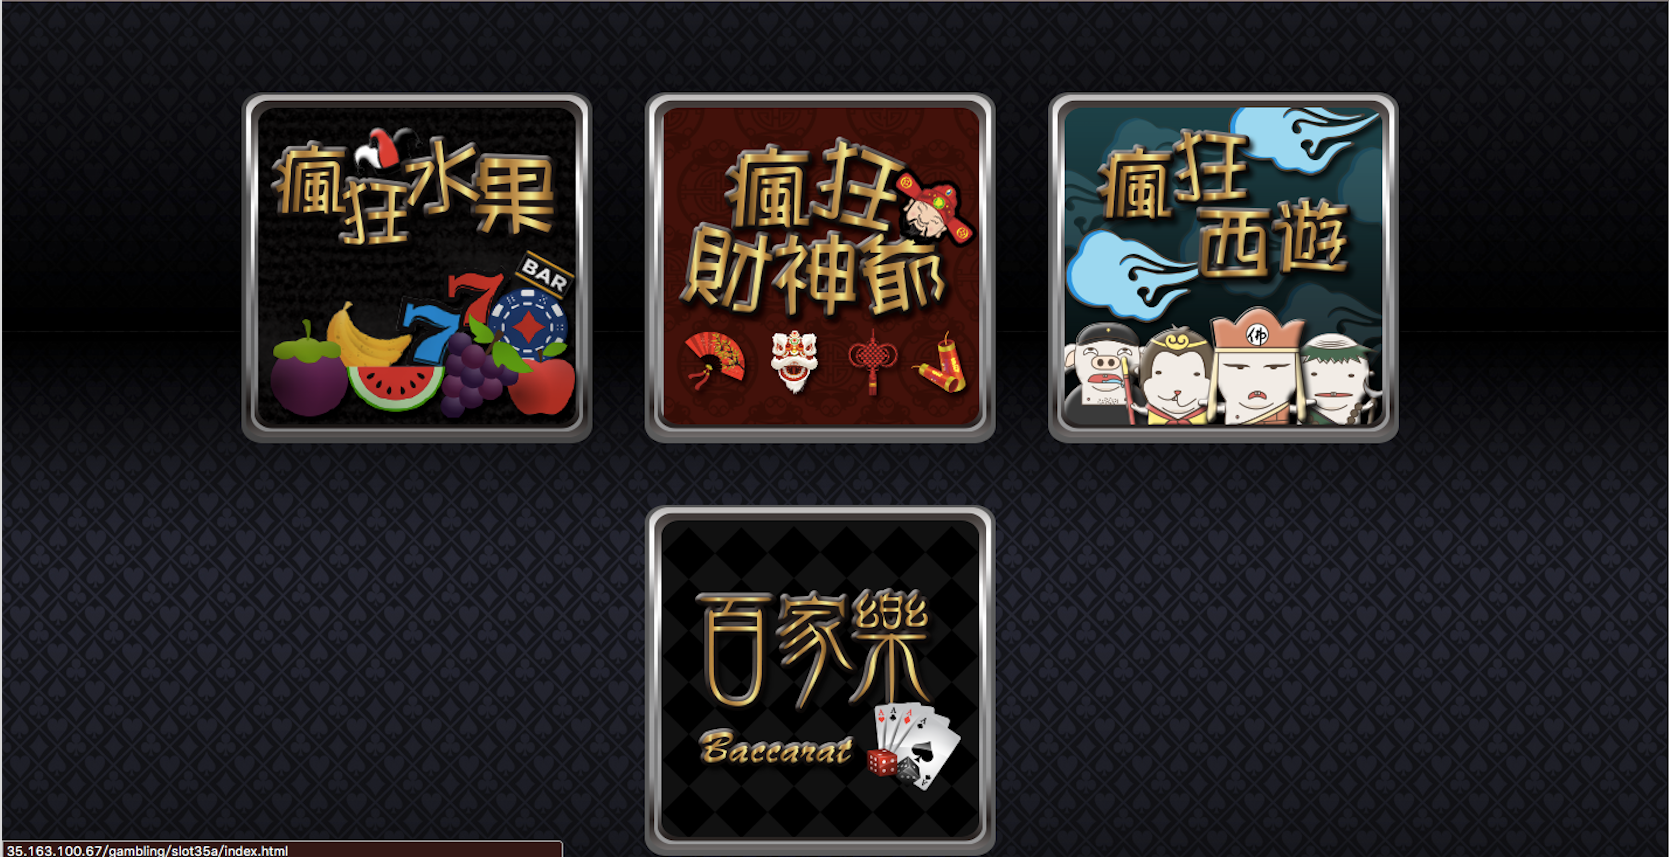 瘋狂水果
BAR
77
瘋狂
財神爺
瘋狂
西遊
佛
百家樂
Baccarat
A A A A
35.163.100.67/gambling/slot35a/index.html